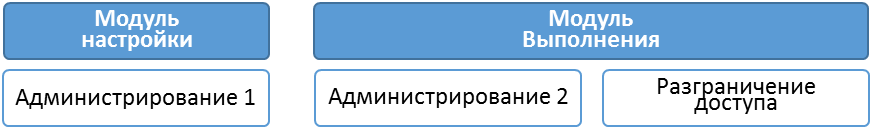 Модуль
настройки
Модуль
Выполнения
Администрирование 1
Администрирование 2
Разграничение
доступа